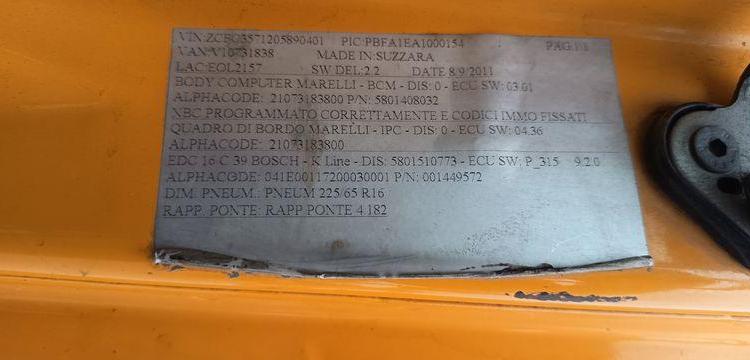 VIN:ZCFC3571205890401 PIC:PBFA1EA1000154 PAG.1/1
VAN:V10731838 MADE IN:SUZZARA
LAC:EOL2157 SW DEL:2.2 DATE 8/9/2011
BODY COMPUTER MARELLI - BCM - DIS: 0 - ECU SW: 03.01
ALPHACODE: 21073183800 P/N: 5801408032
NBC PROGRAMMATO CORRETTAMENTE E CODICI IMMO FISSATI
QUADRO DI BORDO MARELLI - IPC - DIS: 0 - ECU SW: 04.36
ALPHACODE: 21073183800
EDC 16 C 39 BOSCH - K Line - DIS: 5801510773 - ECU SW: P_315 9.2.0
ALPHACODE: 041E00117200030001 P/N: 001449572
DIM. PNEUM.: PNEUM 225/65 R16
RAPP. PONTE: RAPP PONTE 4.182